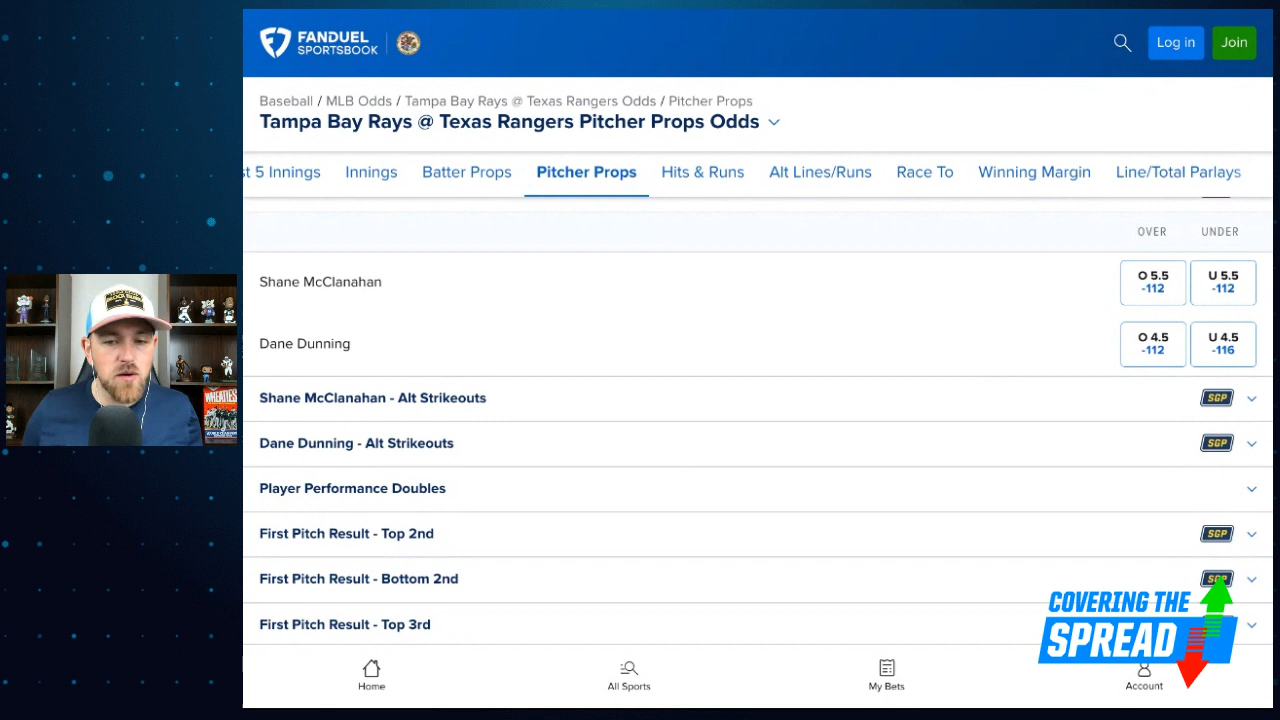 FANDUEL
SPORTSBOOK
Log in
Join
Baseball / MLB Odds / Tampa Bay Rays @ Texas Rangers Odds / Pitcher Props
Tampa Bay Rays @ Texas Rangers Pitcher Props Odds
st 5 Innings
Innings
Batter Props
Pitcher Props
Hits & Runs
Alt Lines/Runs
Race To
Winning Margin
Line/Total Parlays
OVER
UNDER
Shane McClanahan
O 5.5
-112
U 5.5
-112
Dane Dunning
O 4.5
-112
U 4.5
-116
Shane McClanahan - Alt Strikeouts
SGP
Dane Dunning - Alt Strikeouts
SGP
Player Performance Doubles
First Pitch Result - Top 2nd
SGP
First Pitch Result - Bottom 2nd
SGP
First Pitch Result - Top 3rd
COVERING THE
SPREAD
Home
All Sports
My Bets
Account
WHEATIES